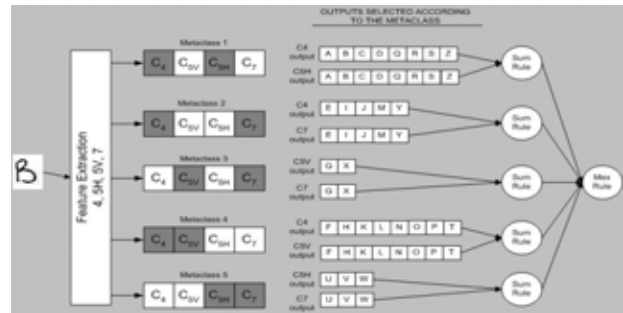 OUTPUTS SELECTED ACCORDING
TO THE METACLASS
B
Feature Extraction
4, 5H, 5V, 7
Metaclass 1
C4 C5V C5H C7
C4
output
A B C D Q R S Z
C5H
output
A B C D Q R S Z
Sum
Rule
Metaclass 2
C4 C5V C5H C7
C4
output
E I J M Y
C7
output
E I J M Y
Sum
Rule
Metaclass 3
C4 C5V C5H C7
C5V
output
G X
C7
output
G X
Sum
Rule
Max
Rule
Metaclass 4
C4 C5V C5H C7
C4
output
F H K L N O P T
C5V
output
F H K L N O P T
Sum
Rule
Metaclass 5
C4 C5V C5H C7
C5H
output
U V W
C7
output
U V W
Sum
Rule